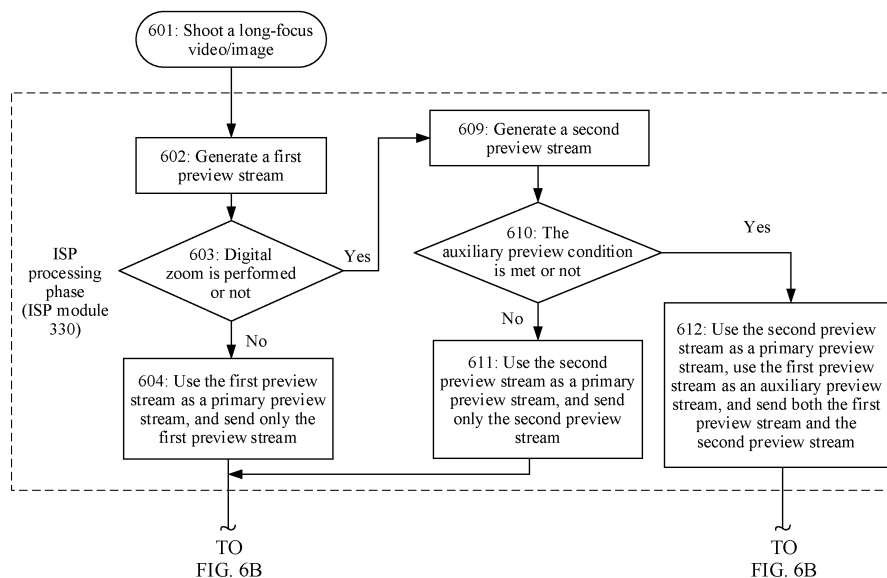 601: Shoot a long-focus
video/image
602: Generate a first
preview stream
603: Digital
zoom is performed
or not
Yes
No
604: Use the first preview
stream as a primary preview
stream, and send only the
first preview stream
ISP
processing
phase
(ISP module
330)
609: Generate a second
preview stream
610: The
auxiliary preview condition
is met or not
Yes
No
611: Use the second
preview stream as a primary
preview stream, and send
only the second preview
stream
612: Use the second preview
stream as a primary preview
stream, use the first preview
stream as an auxiliary preview
stream, and send both the first
preview stream and the
second preview stream
TO
FIG. 6B
TO
FIG. 6B